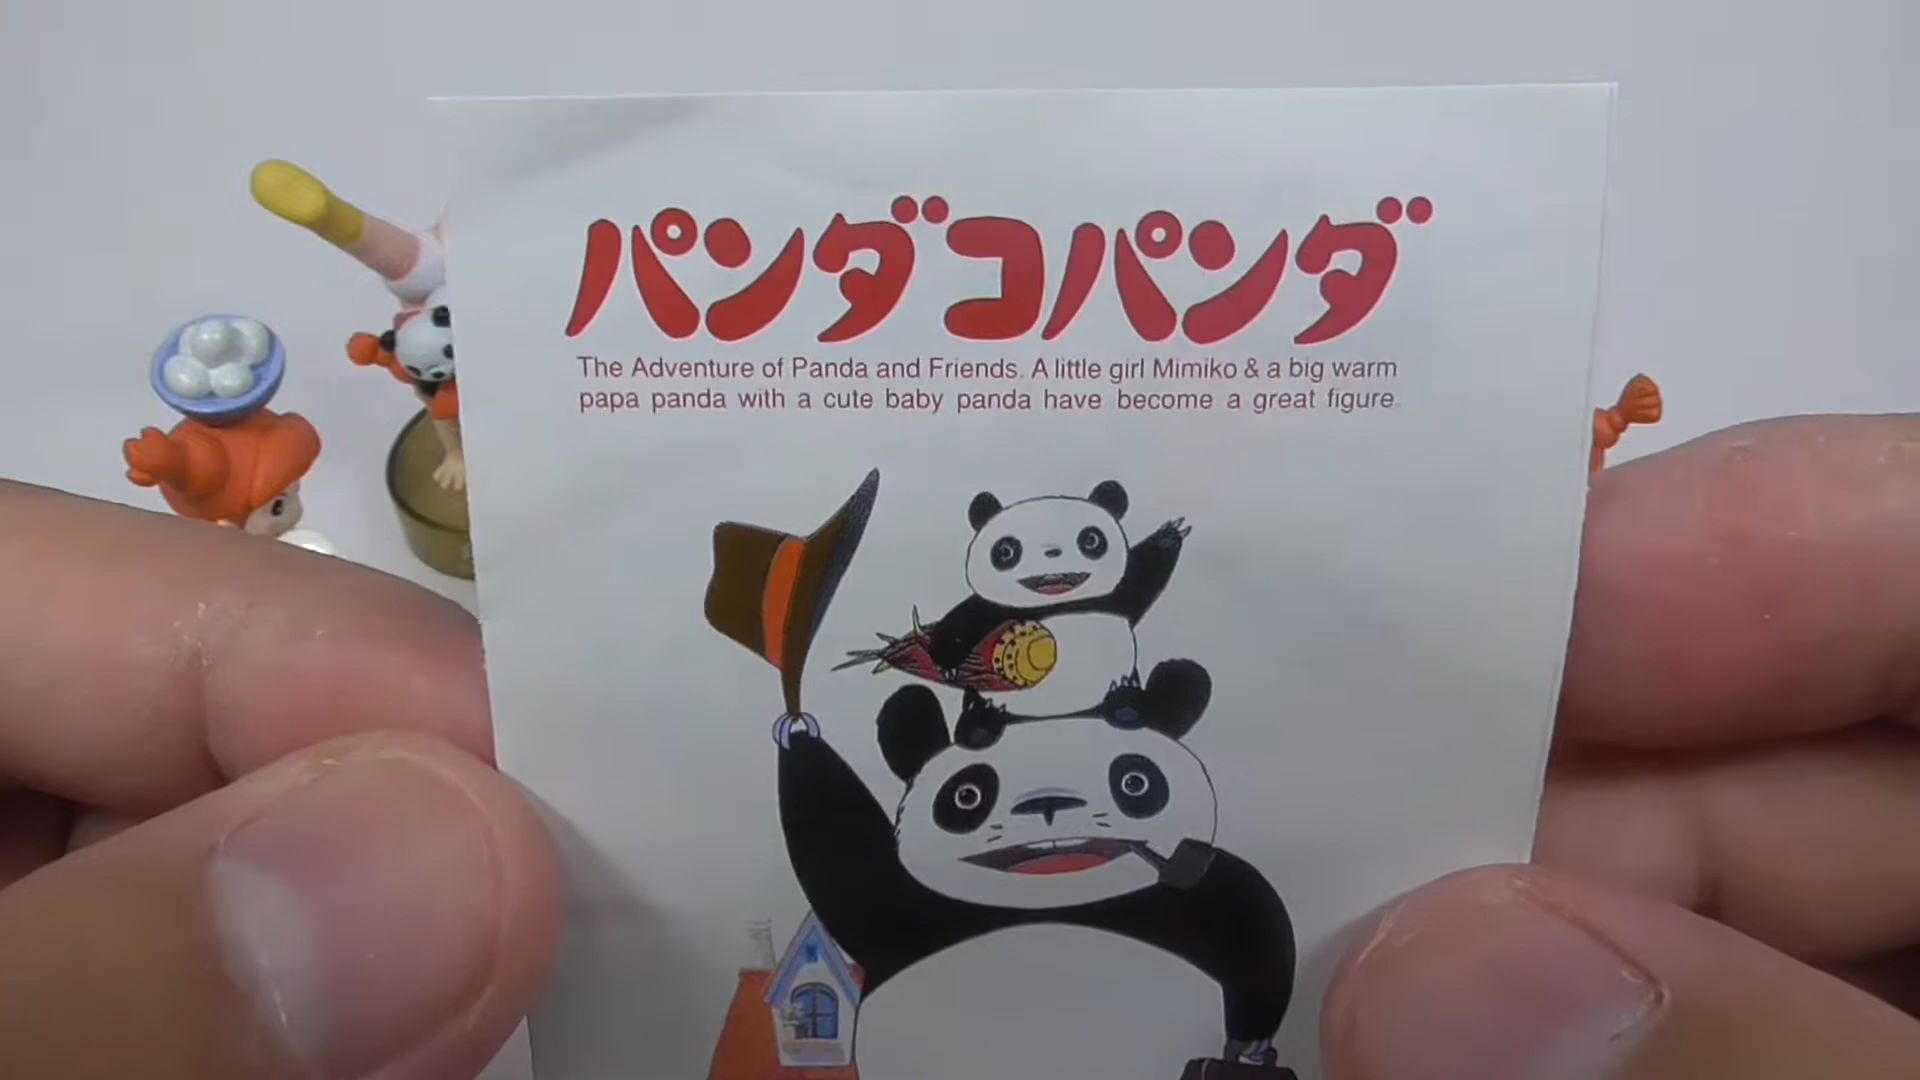 パンダコパンダ
The Adventure of Panda and Friends. A little girl Mimiko & a big warm
papa panda with a cute baby panda have become a great figure.